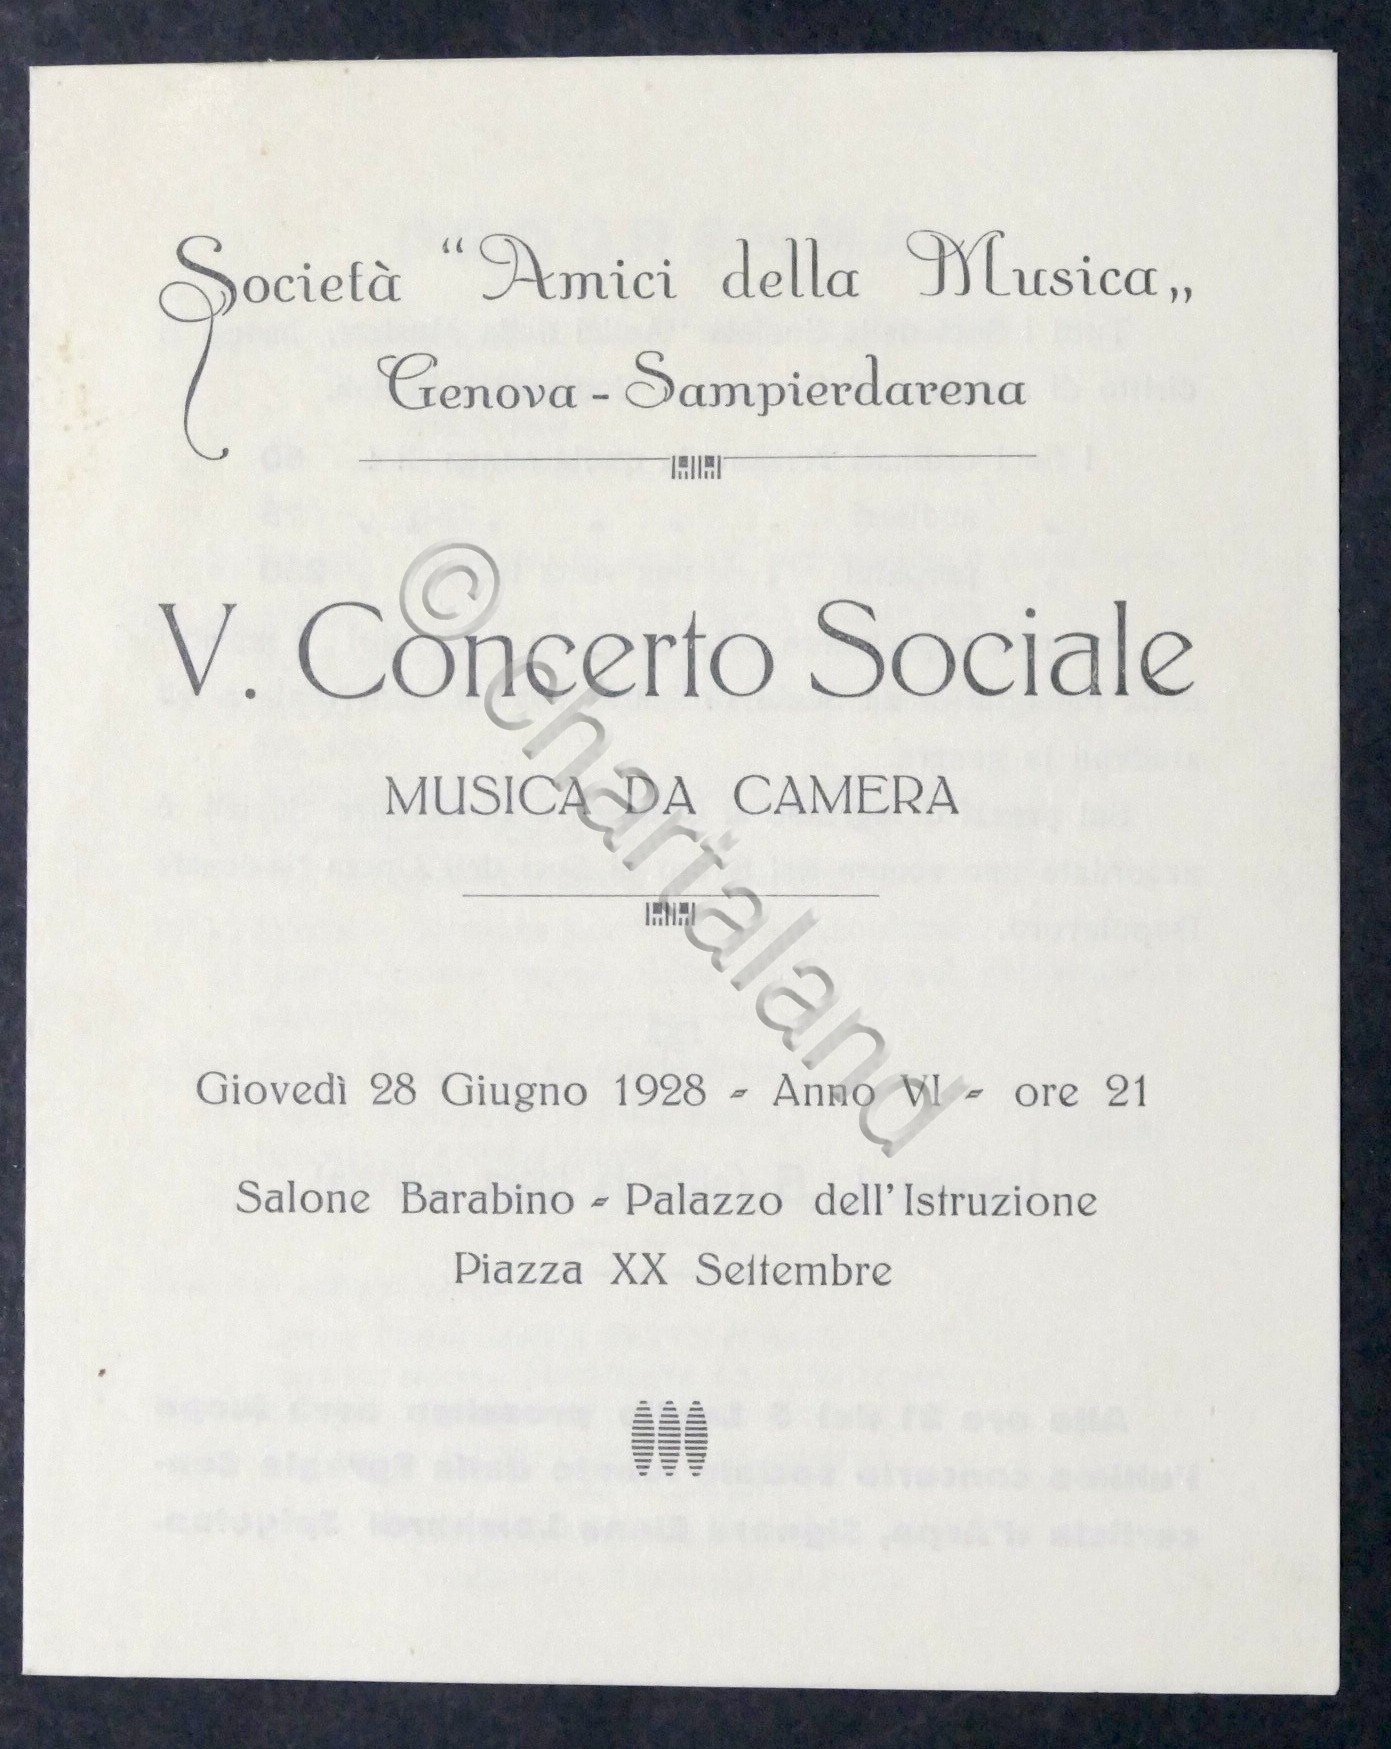 Società “Amici della Musica„
Genova - Sampierdarena
V. Concerto Sociale
MUSICA DA CAMERA
Giovedì 28 Giugno 1928 - Anno VI - ore 21
Salone Barabino - Palazzo dell'Istruzione
Piazza XX Settembre
© chartaland